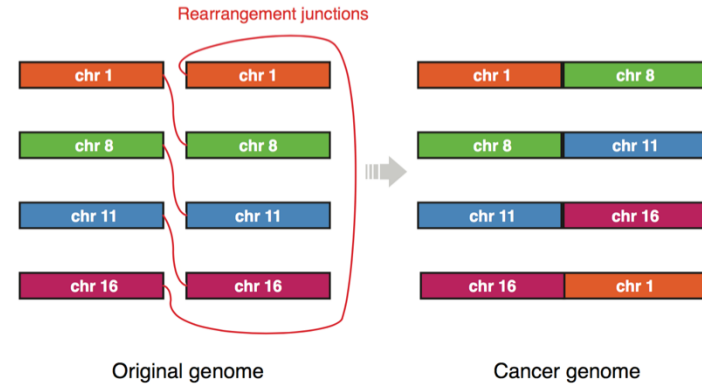 Rearrangement junctions
chr 1 chr 1 chr 1 chr 8
chr 8 chr 8 chr 8 chr 11
chr 11 chr 11 chr 11 chr 16
chr 16 chr 16 chr 16 chr 1
Original genome Cancer genome